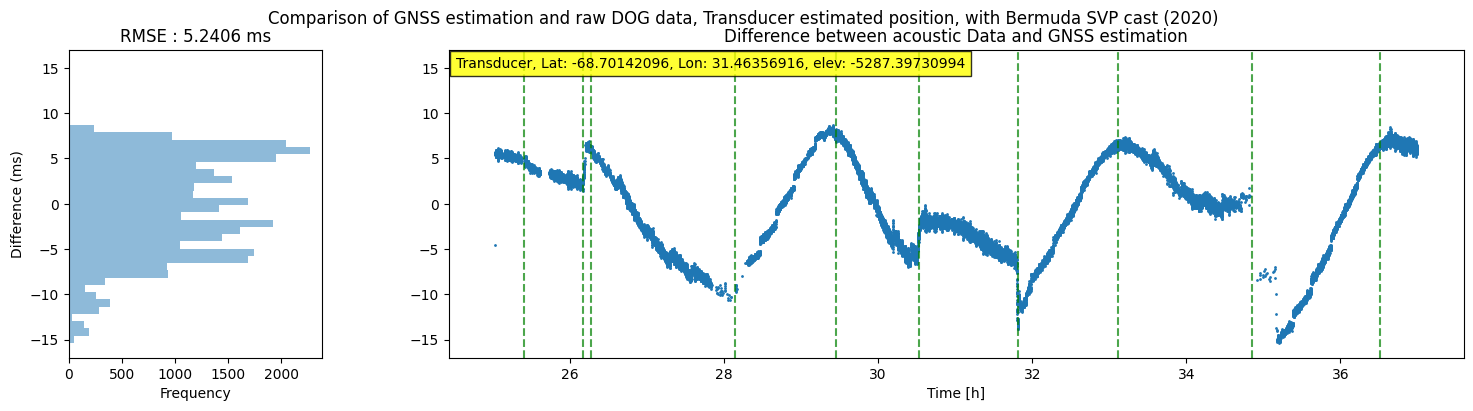 Comparison of GNSS estimation and raw DOG data, Transducer estimated position, with Bermuda SVP cast (2020)
RMSE : 5.2406 ms
Difference between acoustic Data and GNSS estimation
Transducer, Lat: -68.70142096, Lon: 31.46356916, elev: -5287.39730994
Difference (ms)
15
10
5
0
−5
−10
−15
0 500 1000 1500 2000
Frequency
15
10
5
0
−5
−10
−15
26 28 30 32 34 36
Time [h]